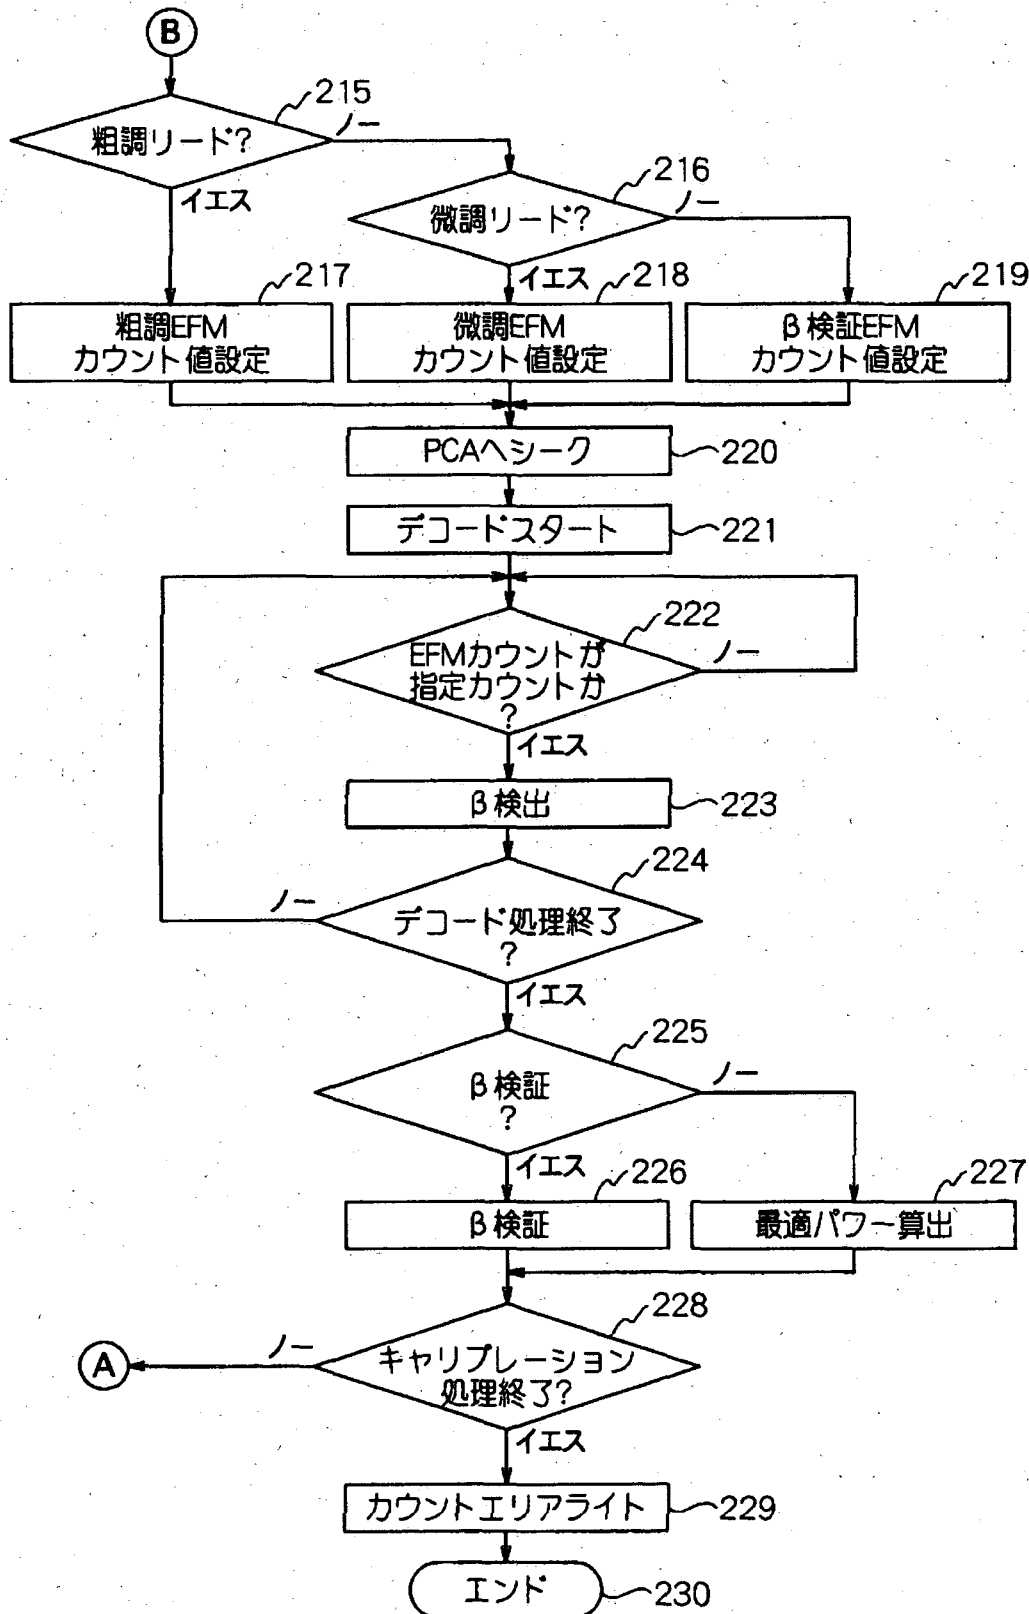 B
215
粗調リード?
ノー
イエス
216
微調リード?
ノー
イエス
217
粗調EFM
カウント値設定
218
微調EFM
カウント値設定
219
β検証EFM
カウント値設定
PCAへシーク
220
デコードスタート
221
222
EFMカウントが
指定カウントか
?
ノー
イエス
β検出
223
224
デコード処理終了
?
ノー
イエス
225
β検証
?
ノー
イエス
226
β検証
227
最適パワー算出
228
キャリブレーション
処理終了?
ノー
A
イエス
カウントエリアライト
229
エンド
230